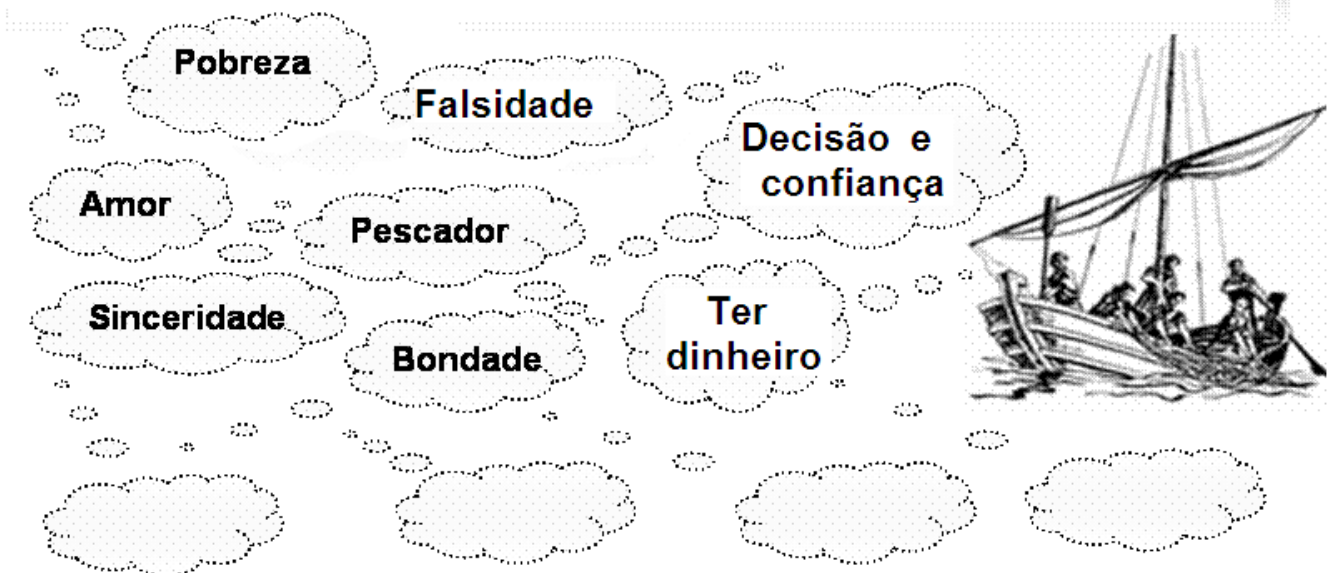 Pobreza
Falsidade
Decisão e
confiança
Amor
Pescador
Sinceridade
Bondade
Ter
dinheiro